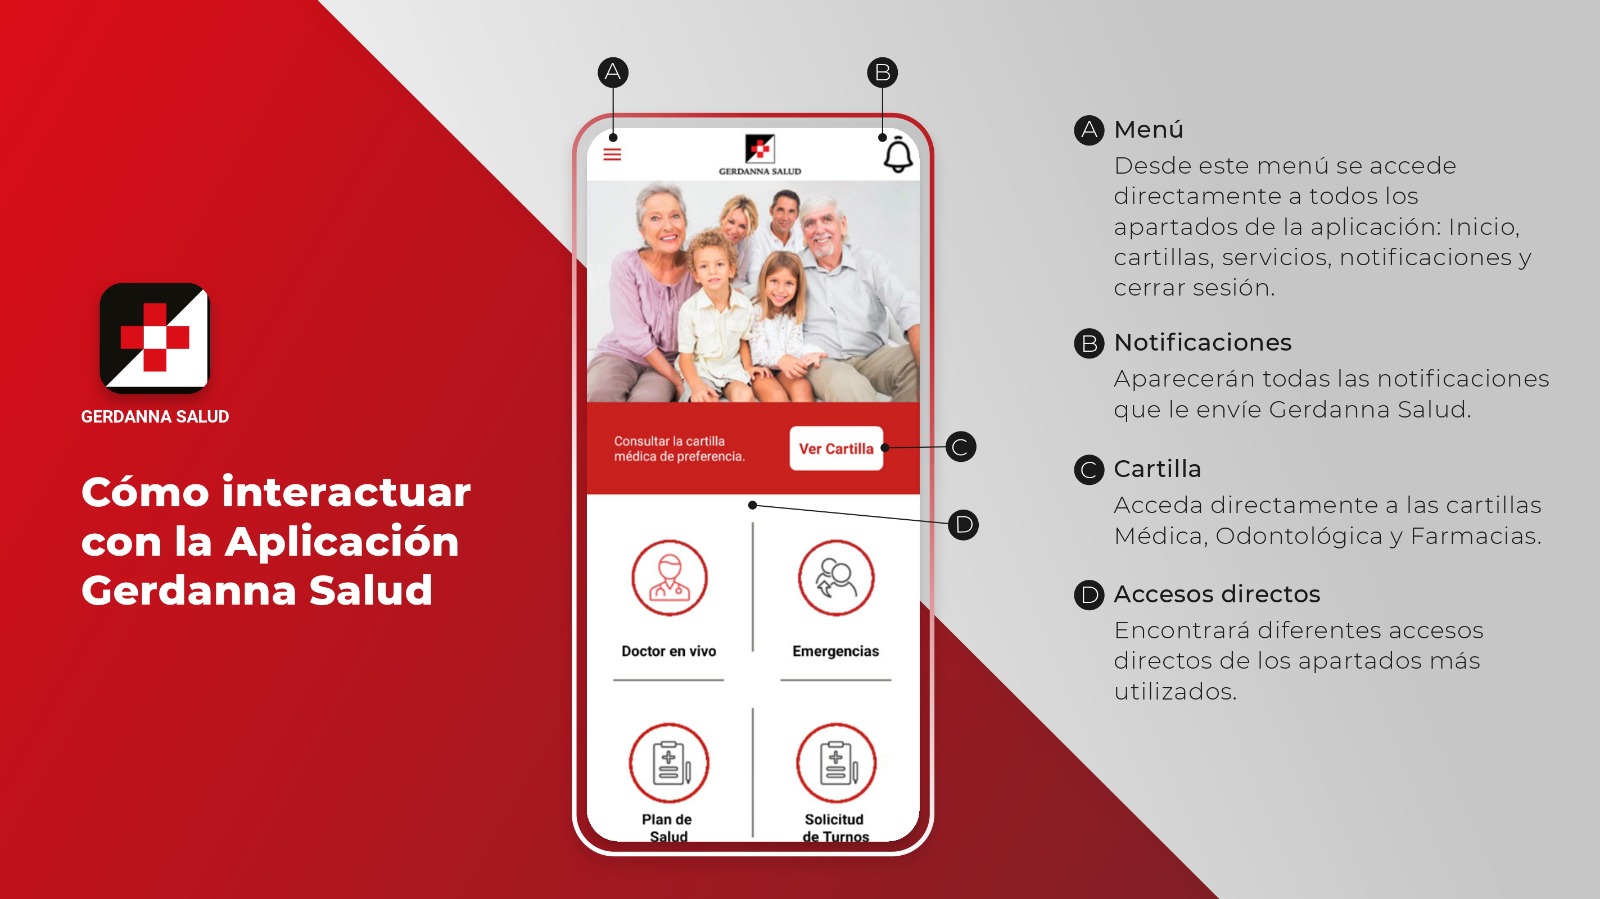 GERDANNA SALUD
Cómo interactuar
con la Aplicación
Gerdanna Salud
A
B
GERDANNA SALUD
Consultar la cartilla
médica de preferencia.
Ver Cartilla
C
D
Doctor en vivo
Emergencias
Plan de
Salud
Solicitud
de Turnos
A Menú
Desde este menú se accede
directamente a todos los
apartados de la aplicación: Inicio,
cartillas, servicios, notificaciones y
cerrar sesión.
B Notificaciones
Aparecerán todas las notificaciones
que le envíe Gerdanna Salud.
C Cartilla
Acceda directamente a las cartillas
Médica, Odontológica y Farmacias.
D Accesos directos
Encontrará diferentes accesos
directos de los apartados más
utilizados.